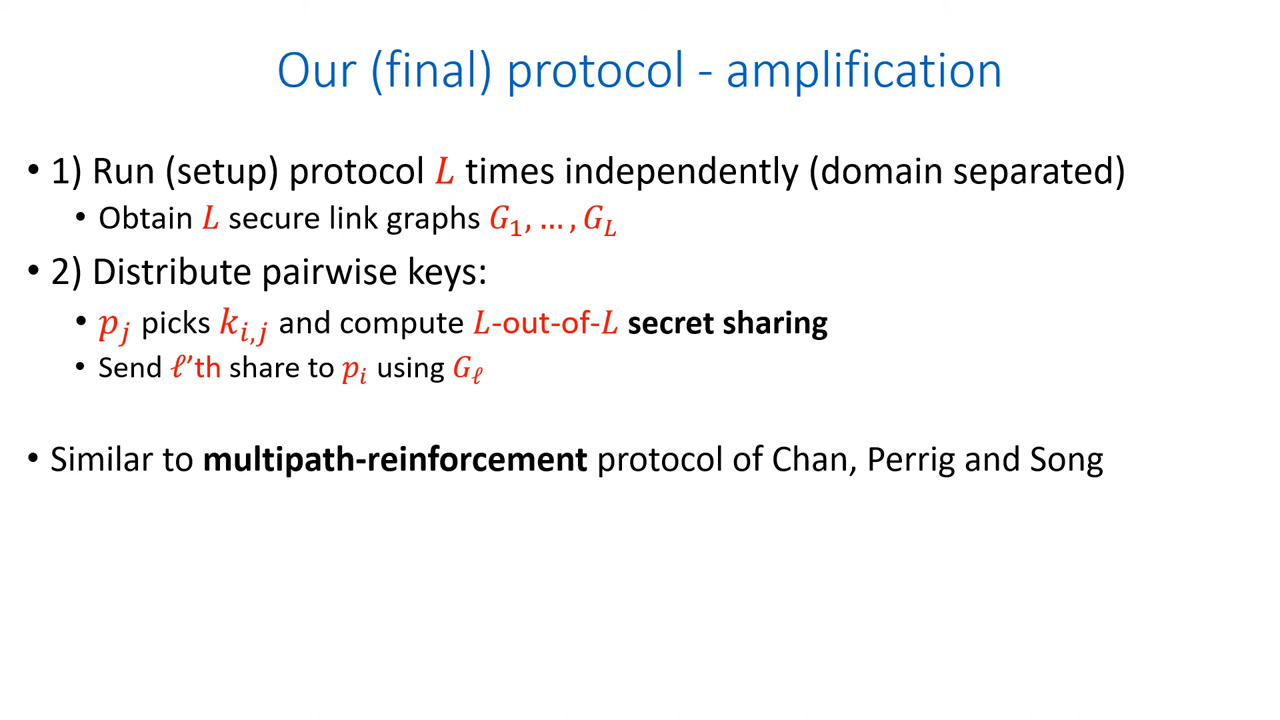 Our (final) protocol - amplification
• 1) Run (setup) protocol L times independently (domain separated)
• Obtain L secure link graphs G₁, … , G_L
• 2) Distribute pairwise keys:
• p_j picks k_{i,j} and compute L-out-of-L secret sharing
• Send ℓ’th share to p_i using G_ℓ
• Similar to multipath-reinforcement protocol of Chan, Perrig and Song